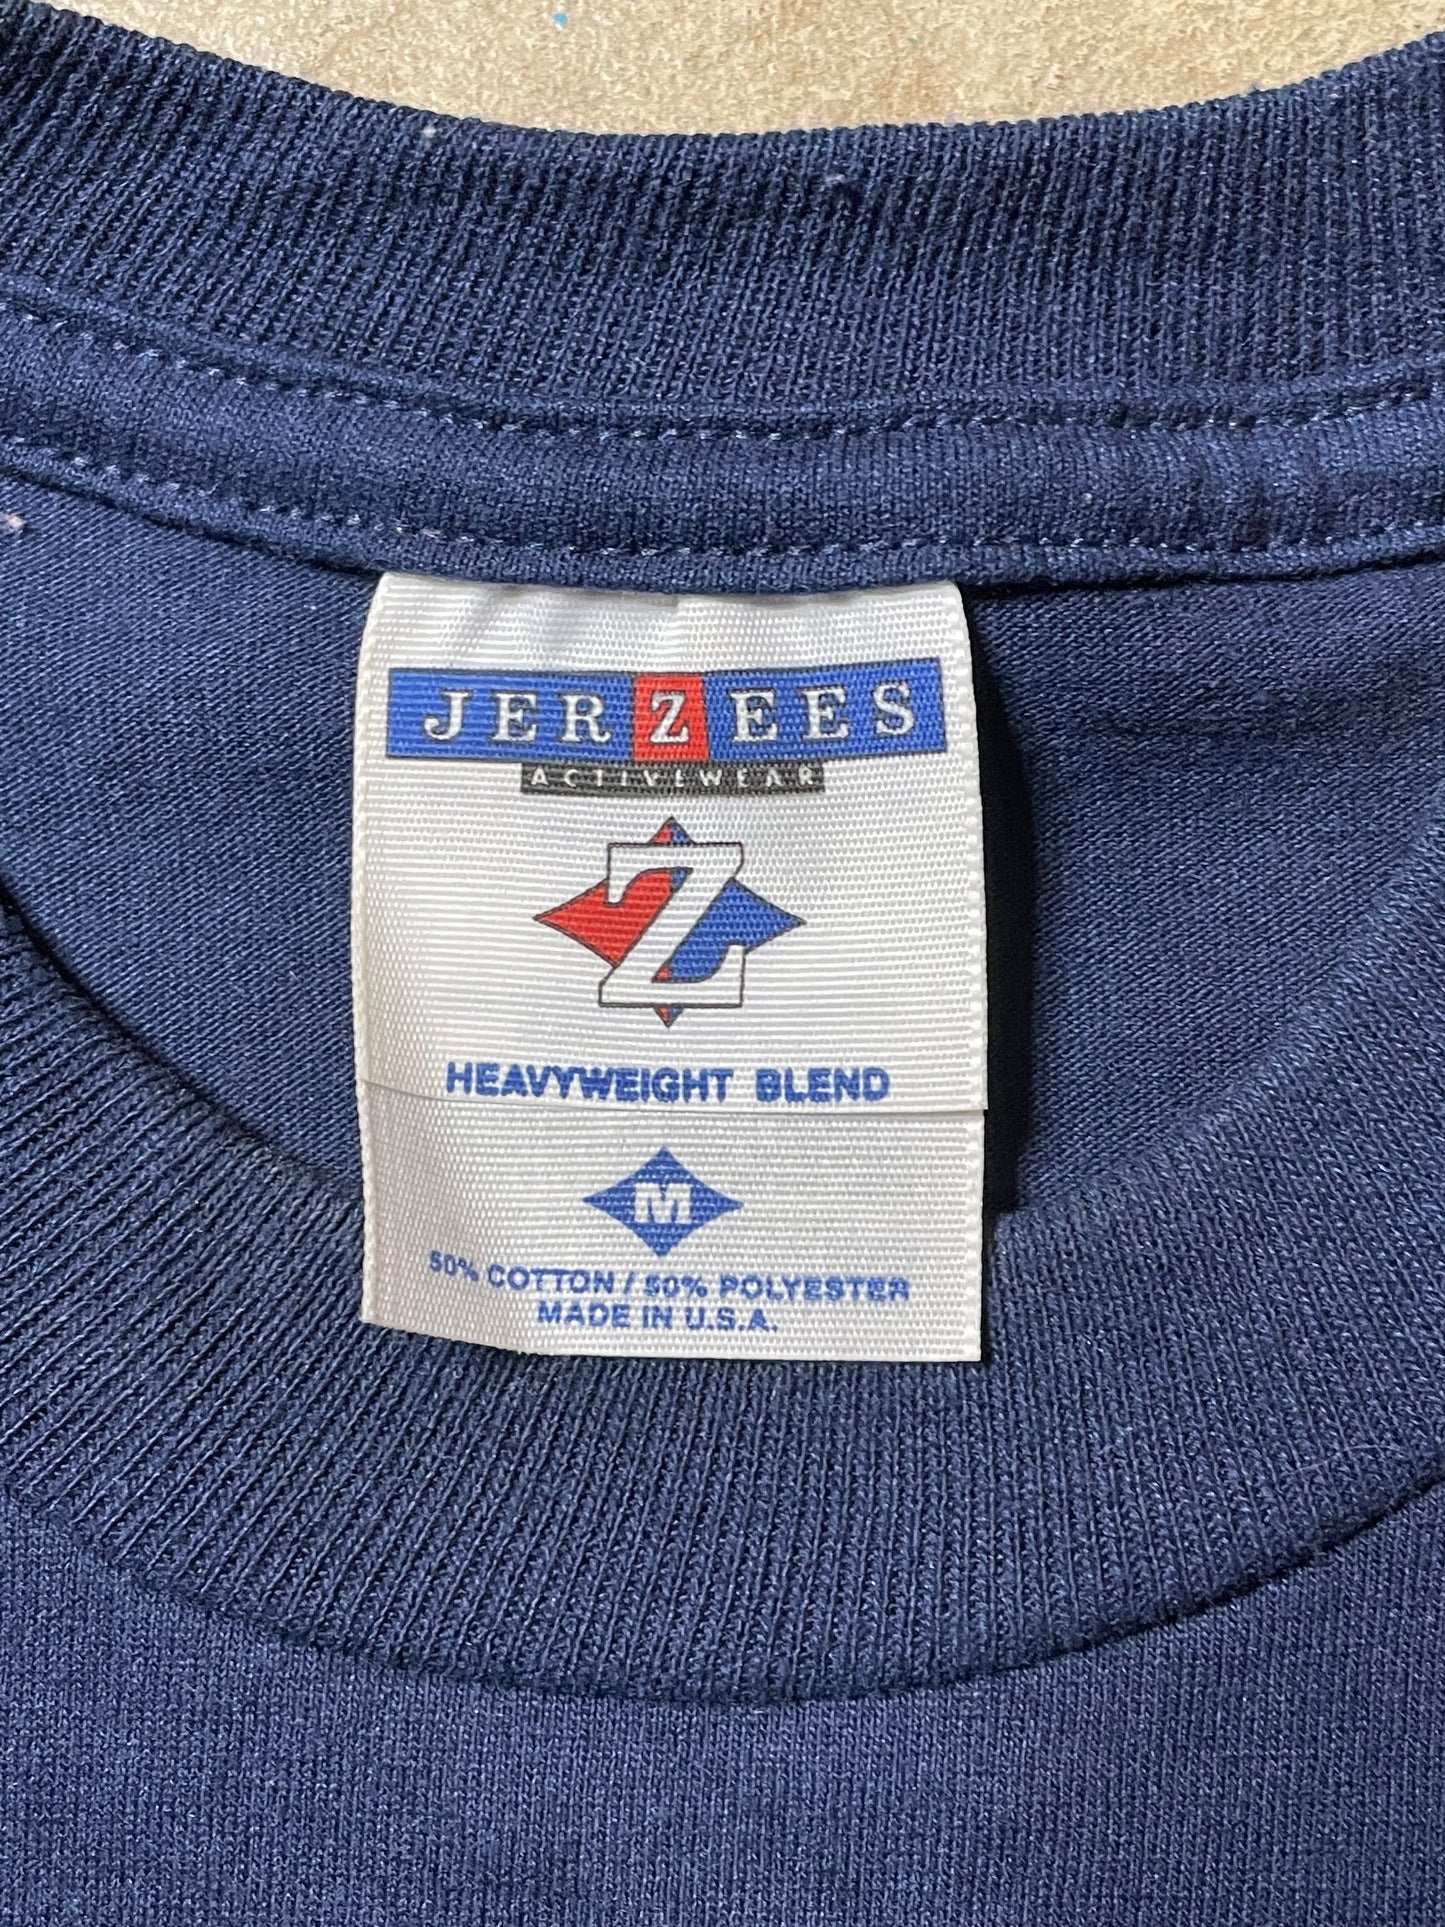 JERZEES
ACTIVEWEAR
Z
HEAVYWEIGHT BLEND
M
50% COTTON / 50% POLYESTER
MADE IN U.S.A.